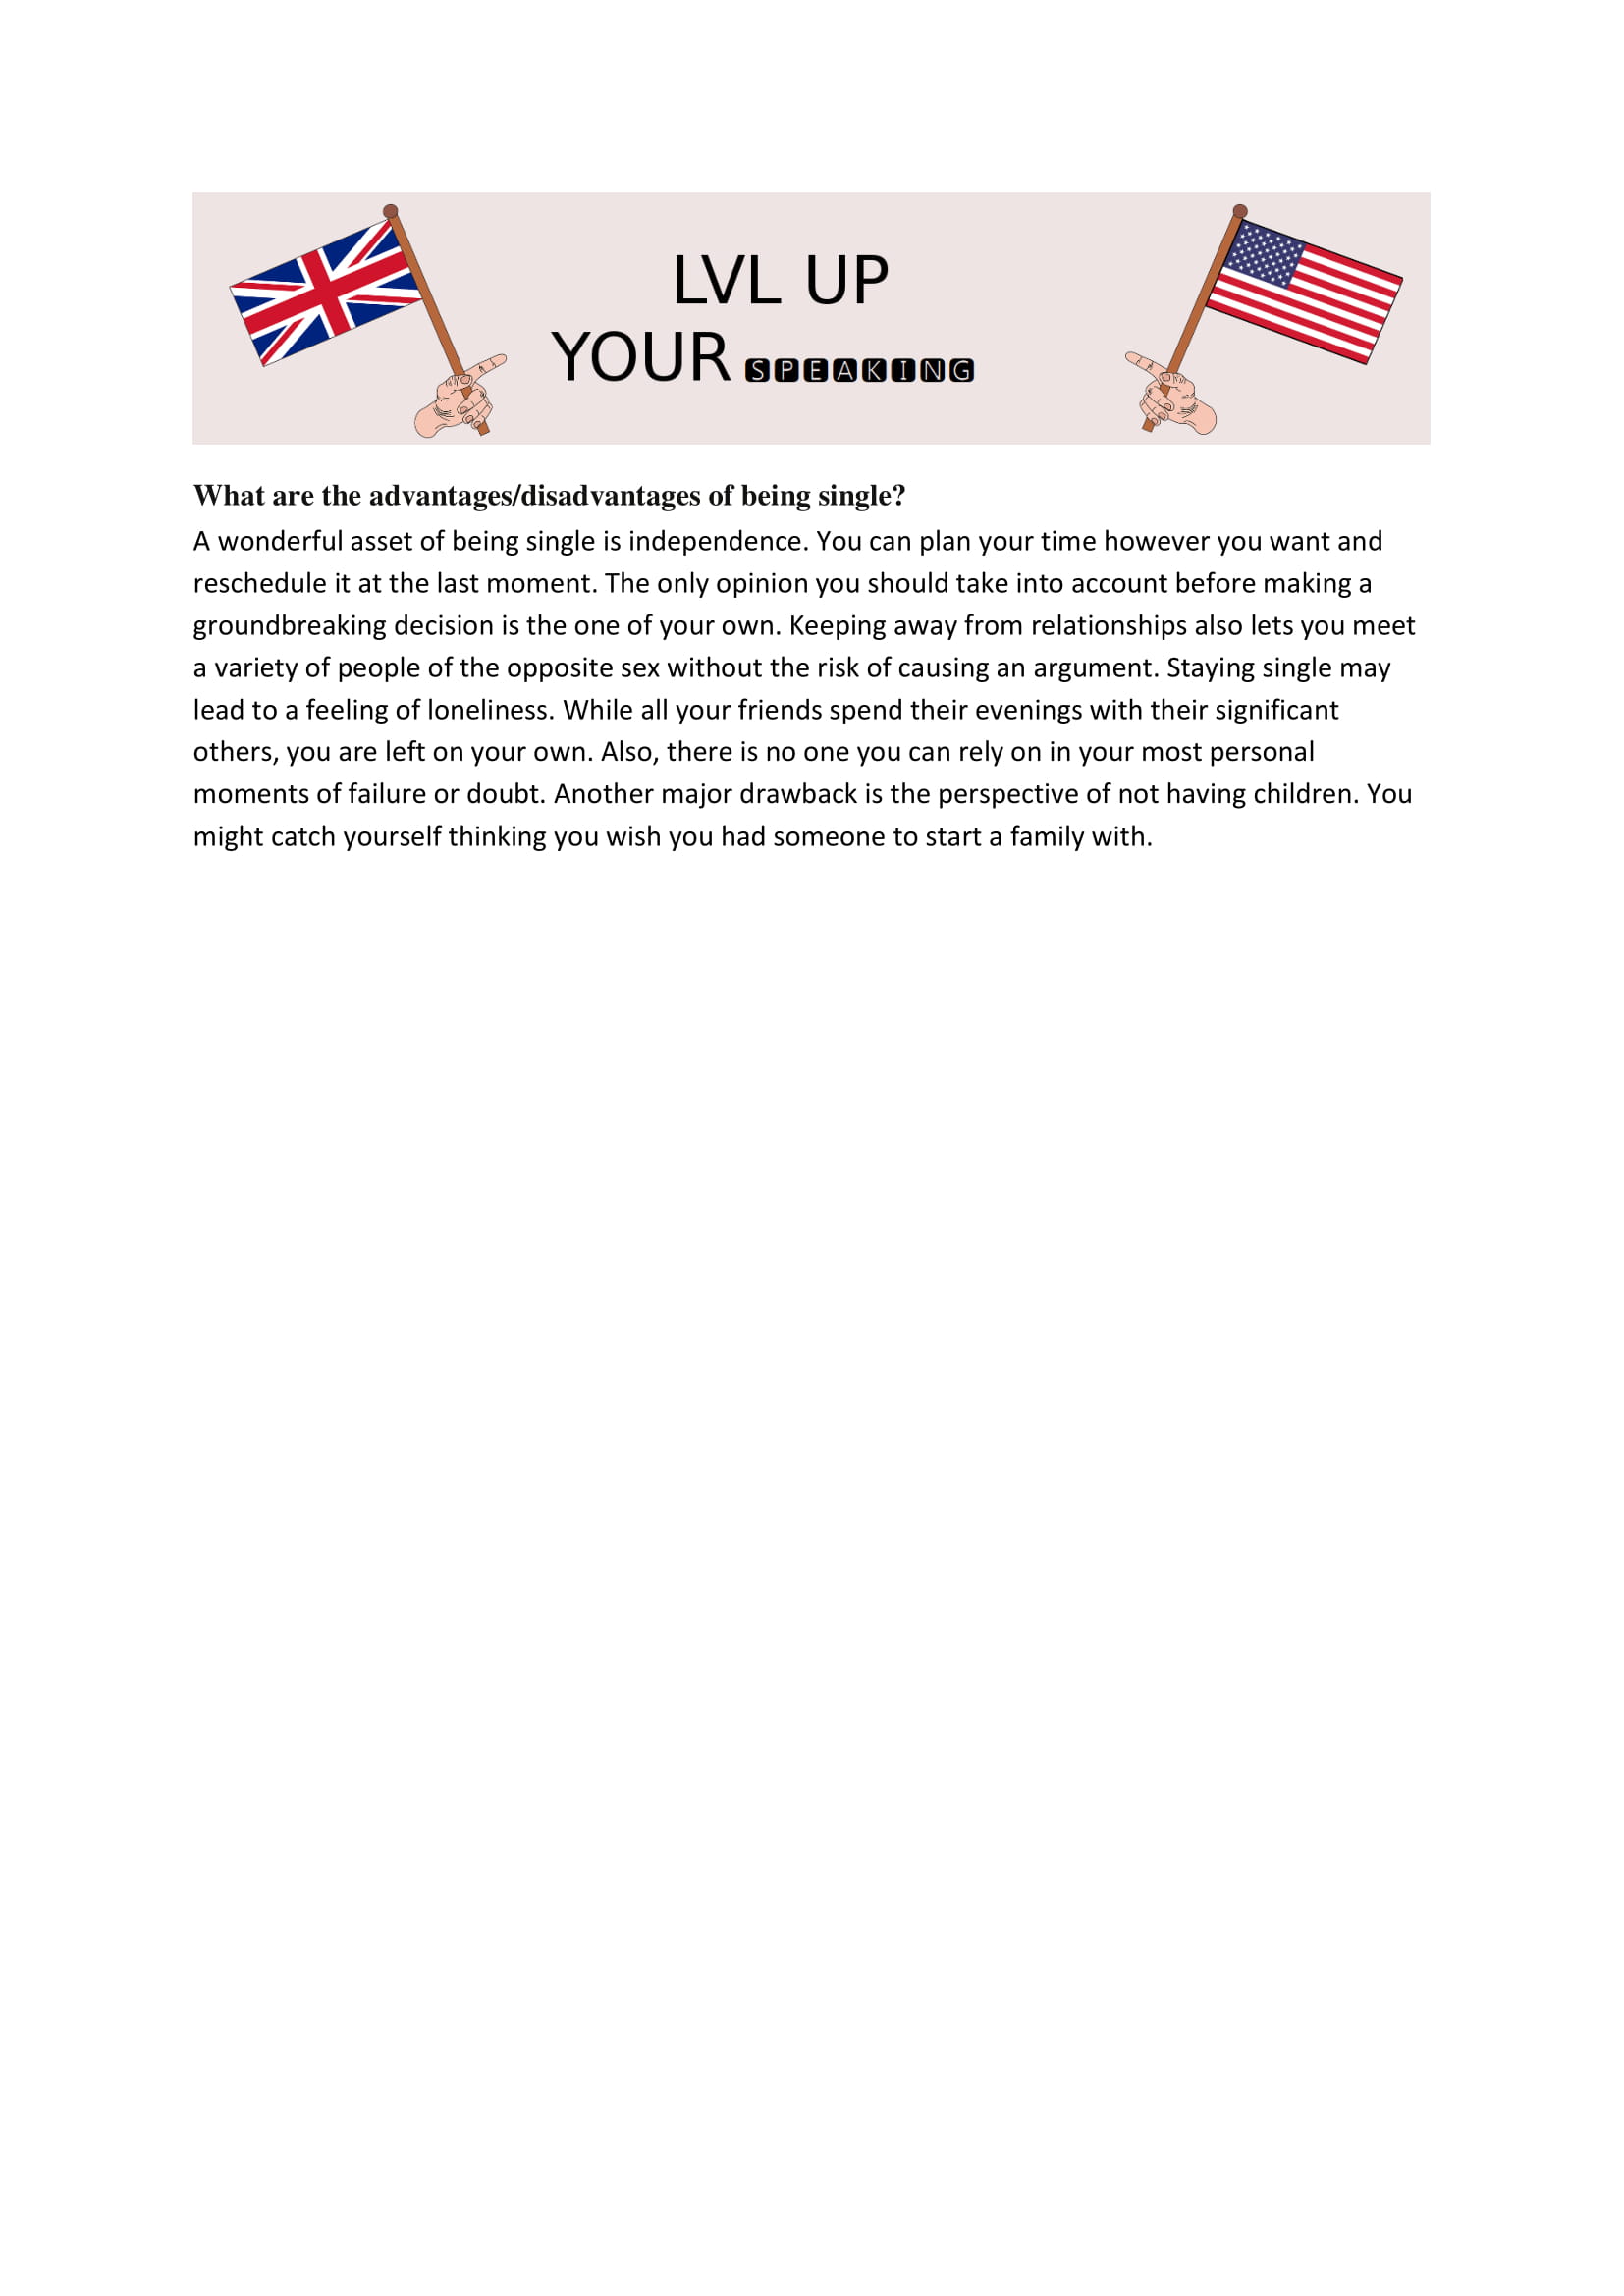 LVL UP
YOUR SPEAKING
What are the advantages/disadvantages of being single?
A wonderful asset of being single is independence. You can plan your time however you want and
reschedule it at the last moment. The only opinion you should take into account before making a
groundbreaking decision is the one of your own. Keeping away from relationships also lets you meet
a variety of people of the opposite sex without the risk of causing an argument. Staying single may
lead to a feeling of loneliness. While all your friends spend their evenings with their significant
others, you are left on your own. Also, there is no one you can rely on in your most personal
moments of failure or doubt. Another major drawback is the perspective of not having children. You
might catch yourself thinking you wish you had someone to start a family with.